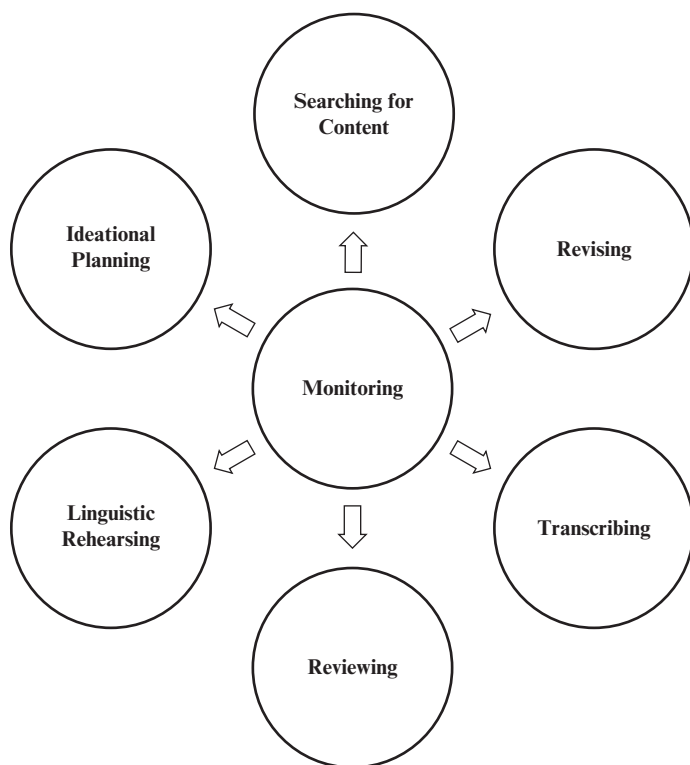 Searching for
Content
Ideational
Planning
Revising
Monitoring
Linguistic
Rehearsing
Transcribing
Reviewing